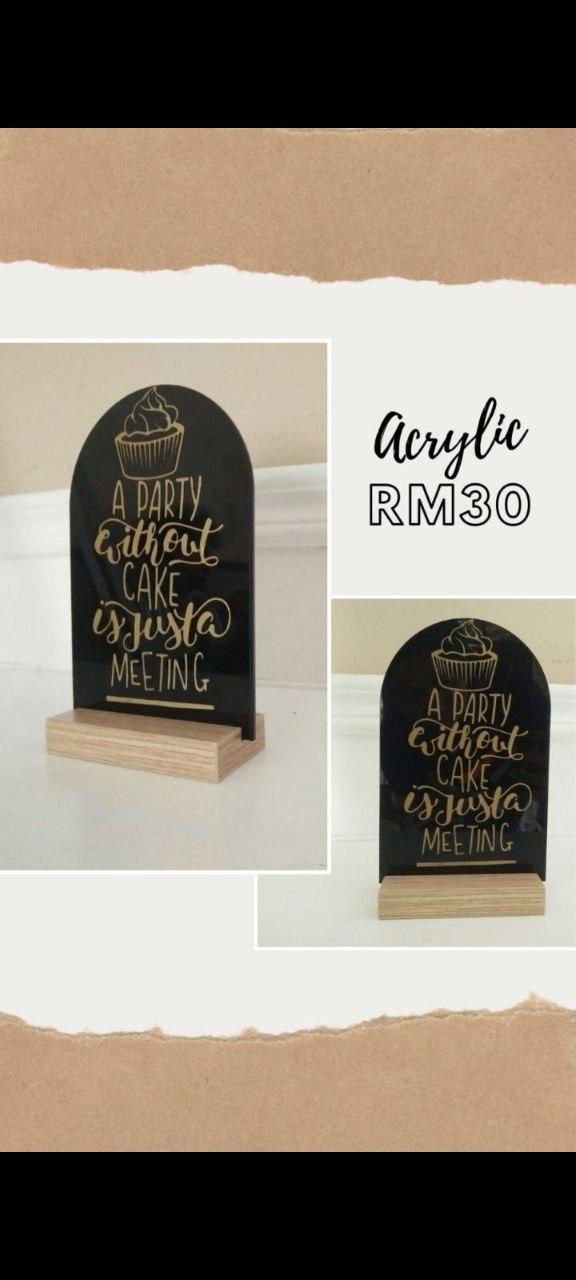 Acrylic
RM30
A PARTY
without
CAKE
is just a
MEETING
A PARTY
without
CAKE
is just a
MEETING